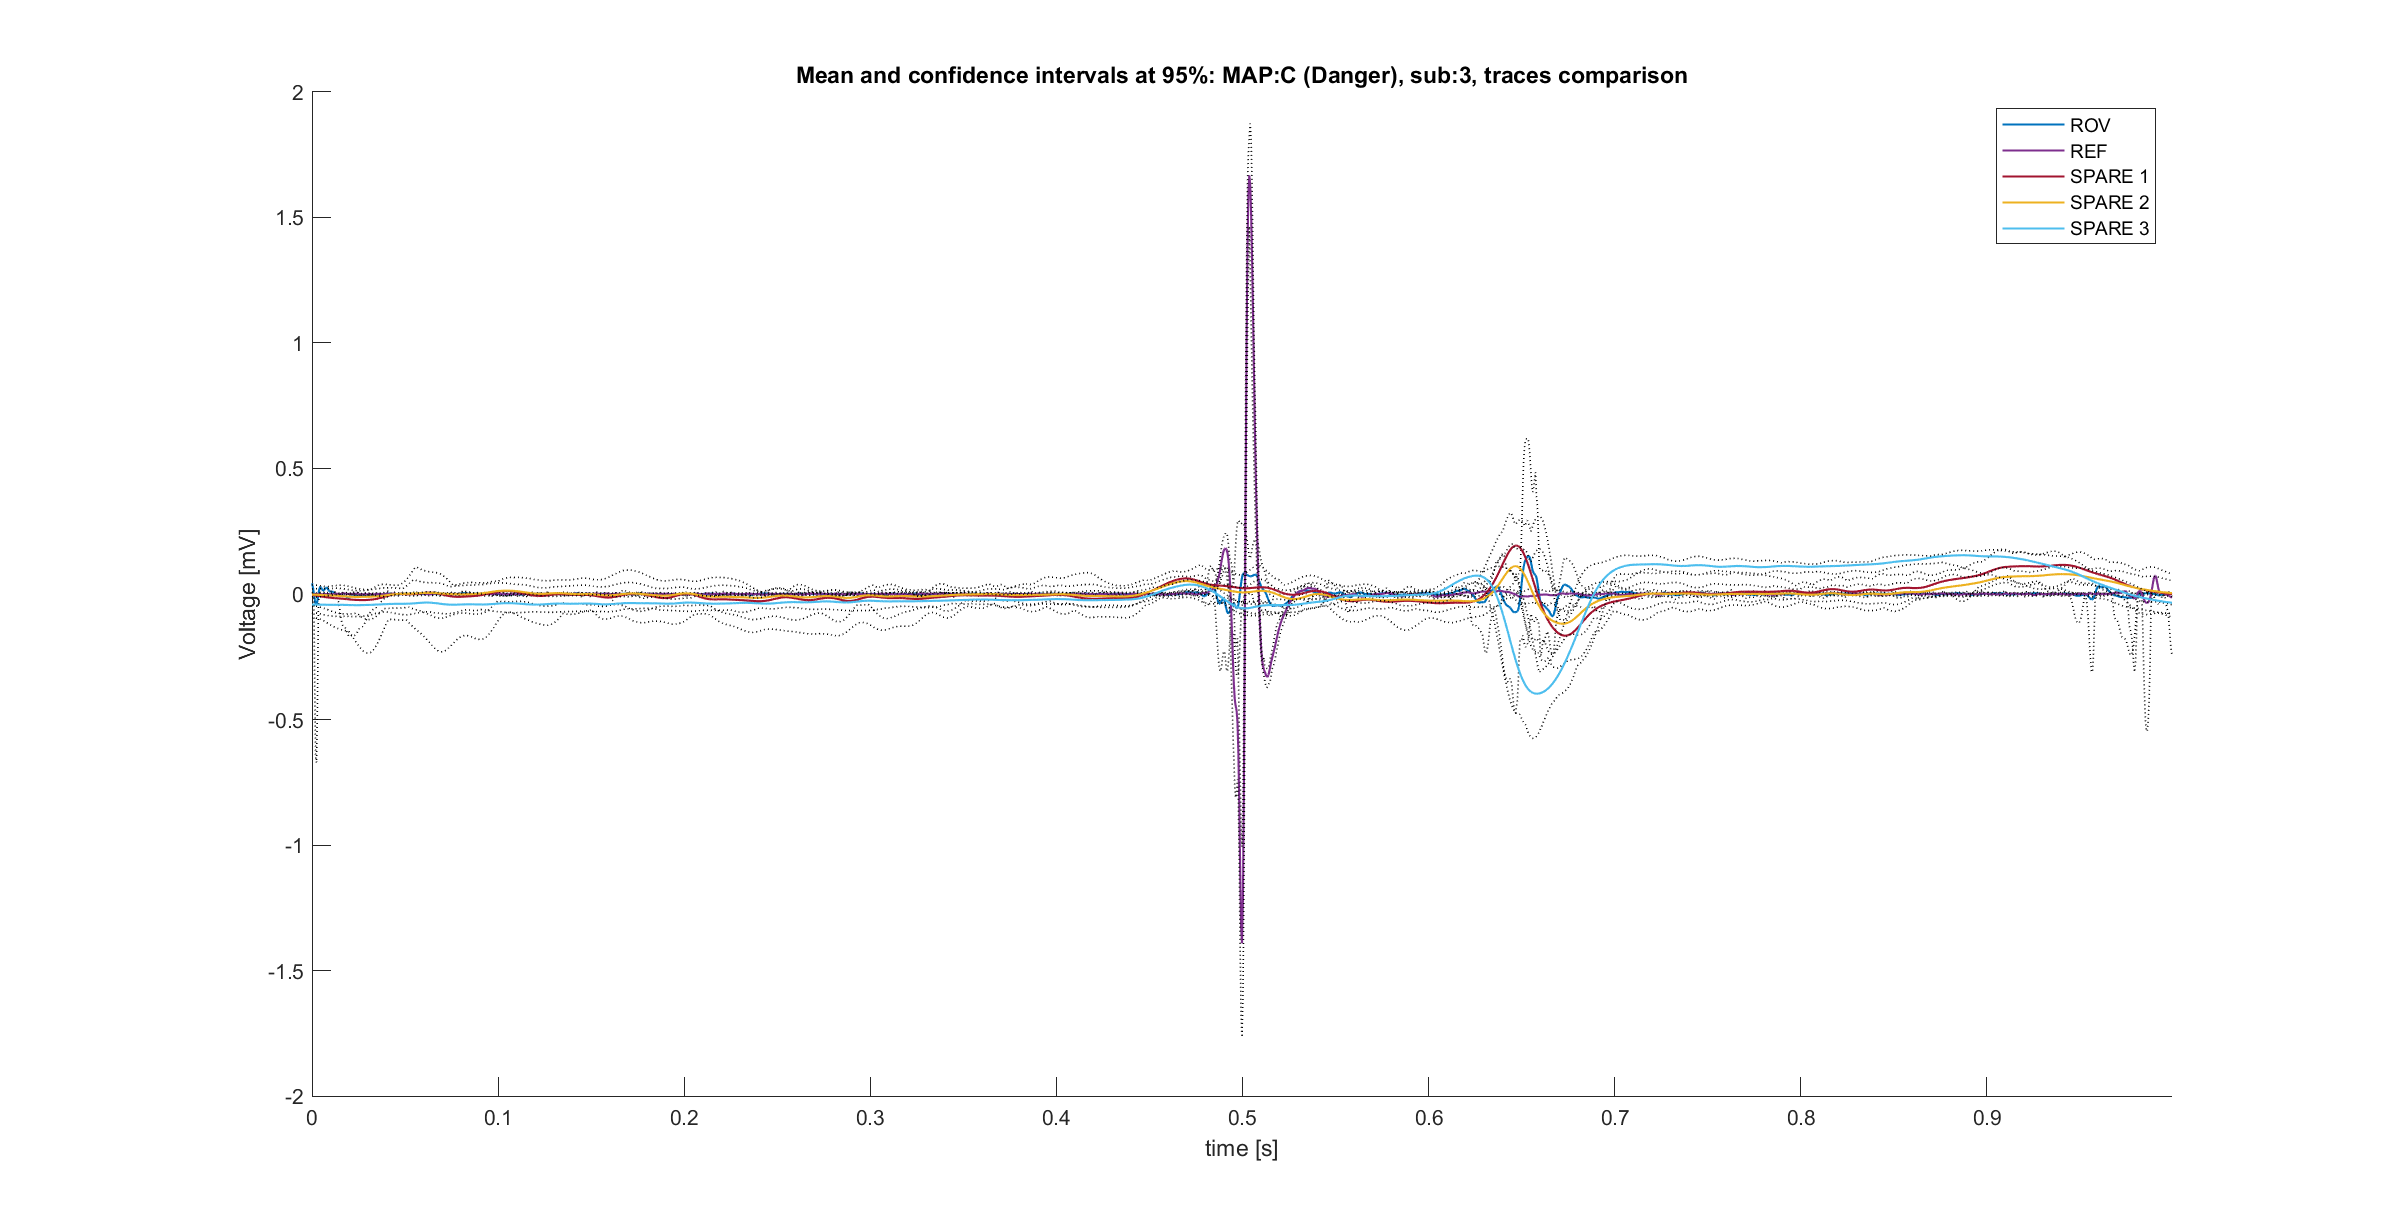 Mean and confidence intervals at 95%: MAP:C (Danger), sub:3, traces comparison
2
1.5
1
0.5
0
-0.5
-1
-1.5
-2
Voltage [mV]
ROV
REF
SPARE 1
SPARE 2
SPARE 3
0 0.1 0.2 0.3 0.4 0.5 0.6 0.7 0.8 0.9
time [s]